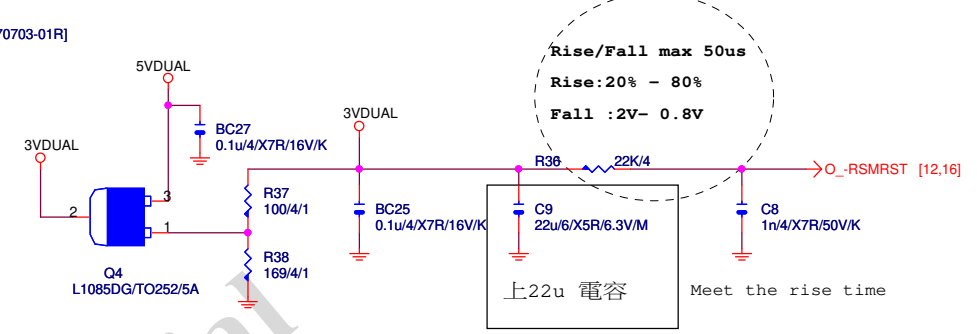 70703-01R]
5VDUAL
BC27
0.1u/4/X7R/16V/K
3VDUAL
3
2
1
Q4
L1085DG/TO252/5A
R37
100/4/1
R38
169/4/1
3VDUAL
BC25
0.1u/4/X7R/16V/K
C9
22u/6/X5R/6.3V/M
上22u 電容
Rise/Fall max 50us
Rise:20% - 80%
Fall :2V- 0.8V
R36
22K/4
O_-RSMRST [12,16]
C8
1n/4/X7R/50V/K
Meet the rise time